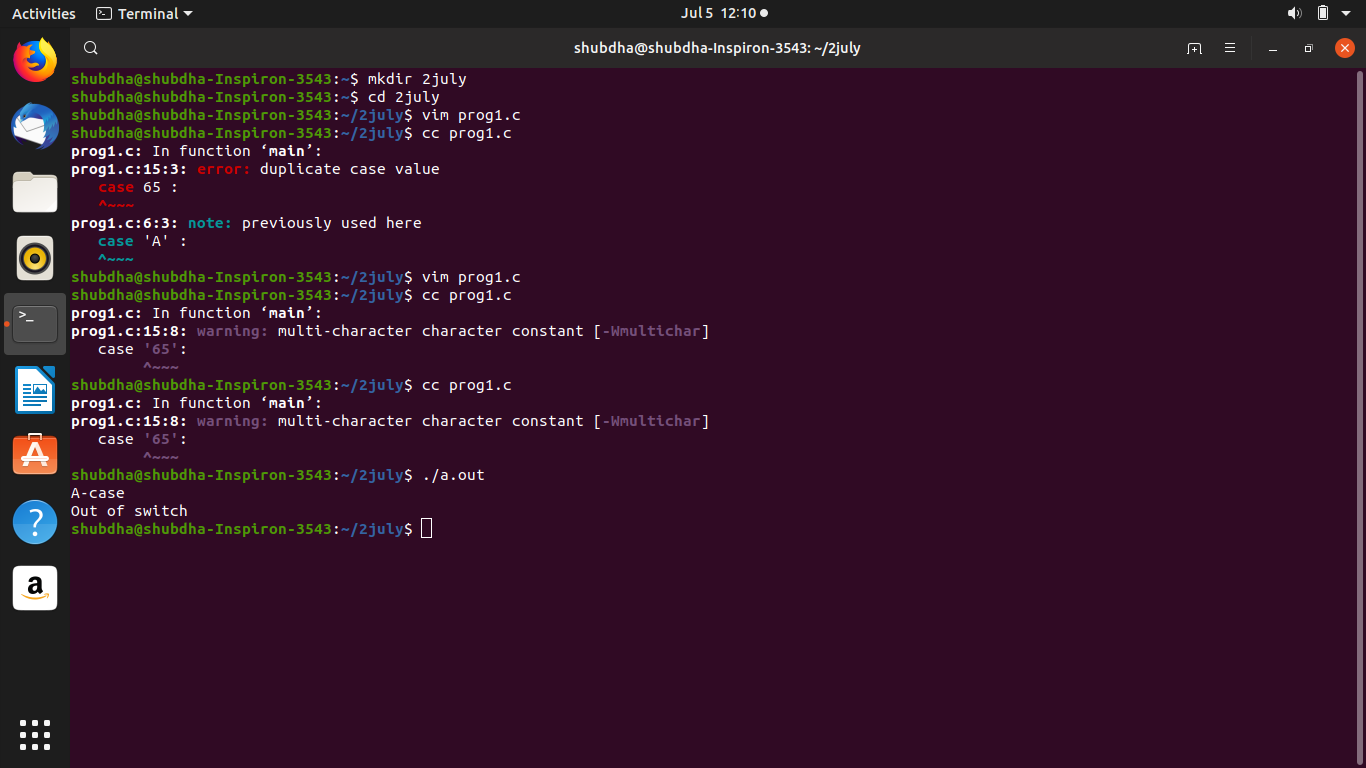 Activities
Terminal
Jul 5 12:10
shubdha@shubdha-Inspiron-3543: ~/2july
shubdha@shubdha-Inspiron-3543:~$ mkdir 2july
shubdha@shubdha-Inspiron-3543:~$ cd 2july
shubdha@shubdha-Inspiron-3543:~/2july$ vim prog1.c
shubdha@shubdha-Inspiron-3543:~/2july$ cc prog1.c
prog1.c: In function ‘main’:
prog1.c:15:3: error: duplicate case value
   case 65 :
   ^~~~
prog1.c:6:3: note: previously used here
   case 'A' :
   ^~~~
shubdha@shubdha-Inspiron-3543:~/2july$ vim prog1.c
shubdha@shubdha-Inspiron-3543:~/2july$ cc prog1.c
prog1.c: In function ‘main’:
prog1.c:15:8: warning: multi-character character constant [-Wmultichar]
   case '65':
        ^~~~
shubdha@shubdha-Inspiron-3543:~/2july$ cc prog1.c
prog1.c: In function ‘main’:
prog1.c:15:8: warning: multi-character character constant [-Wmultichar]
   case '65':
        ^~~~
shubdha@shubdha-Inspiron-3543:~/2july$ ./a.out
A-case
Out of switch
shubdha@shubdha-Inspiron-3543:~/2july$